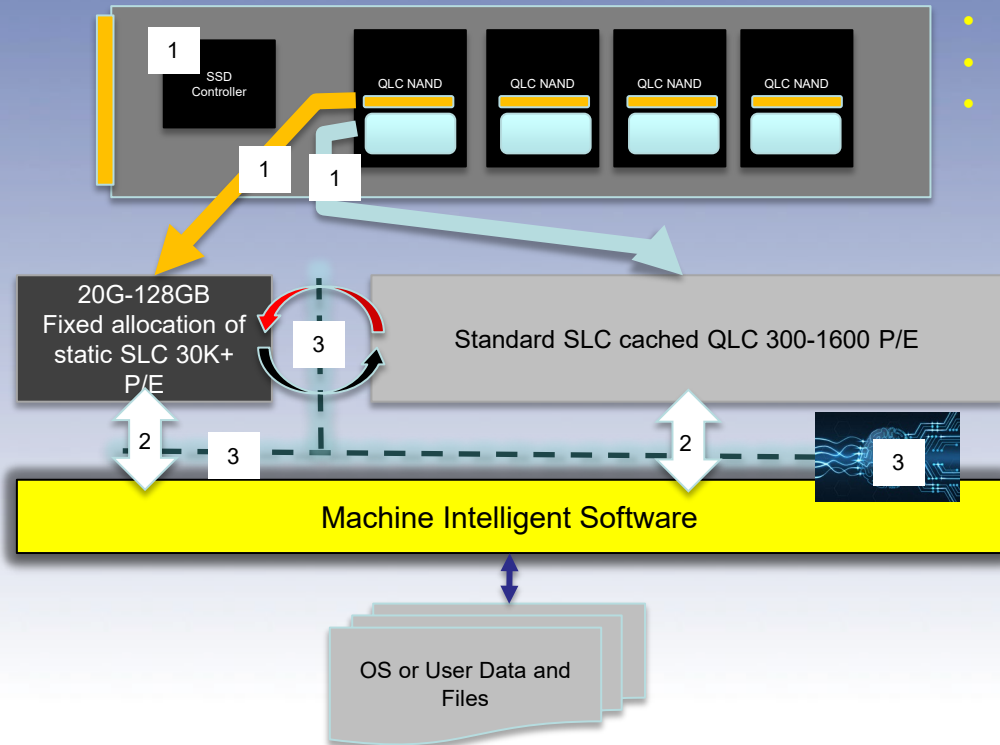 1
SSD
Controller
QLC NAND
QLC NAND
QLC NAND
QLC NAND
1
1
20G-128GB
Fixed allocation of
static SLC 30K+
P/E
3
Standard SLC cached QLC 300-1600 P/E
2
3
2
3
Machine Intelligent Software
OS or User Data and
Files